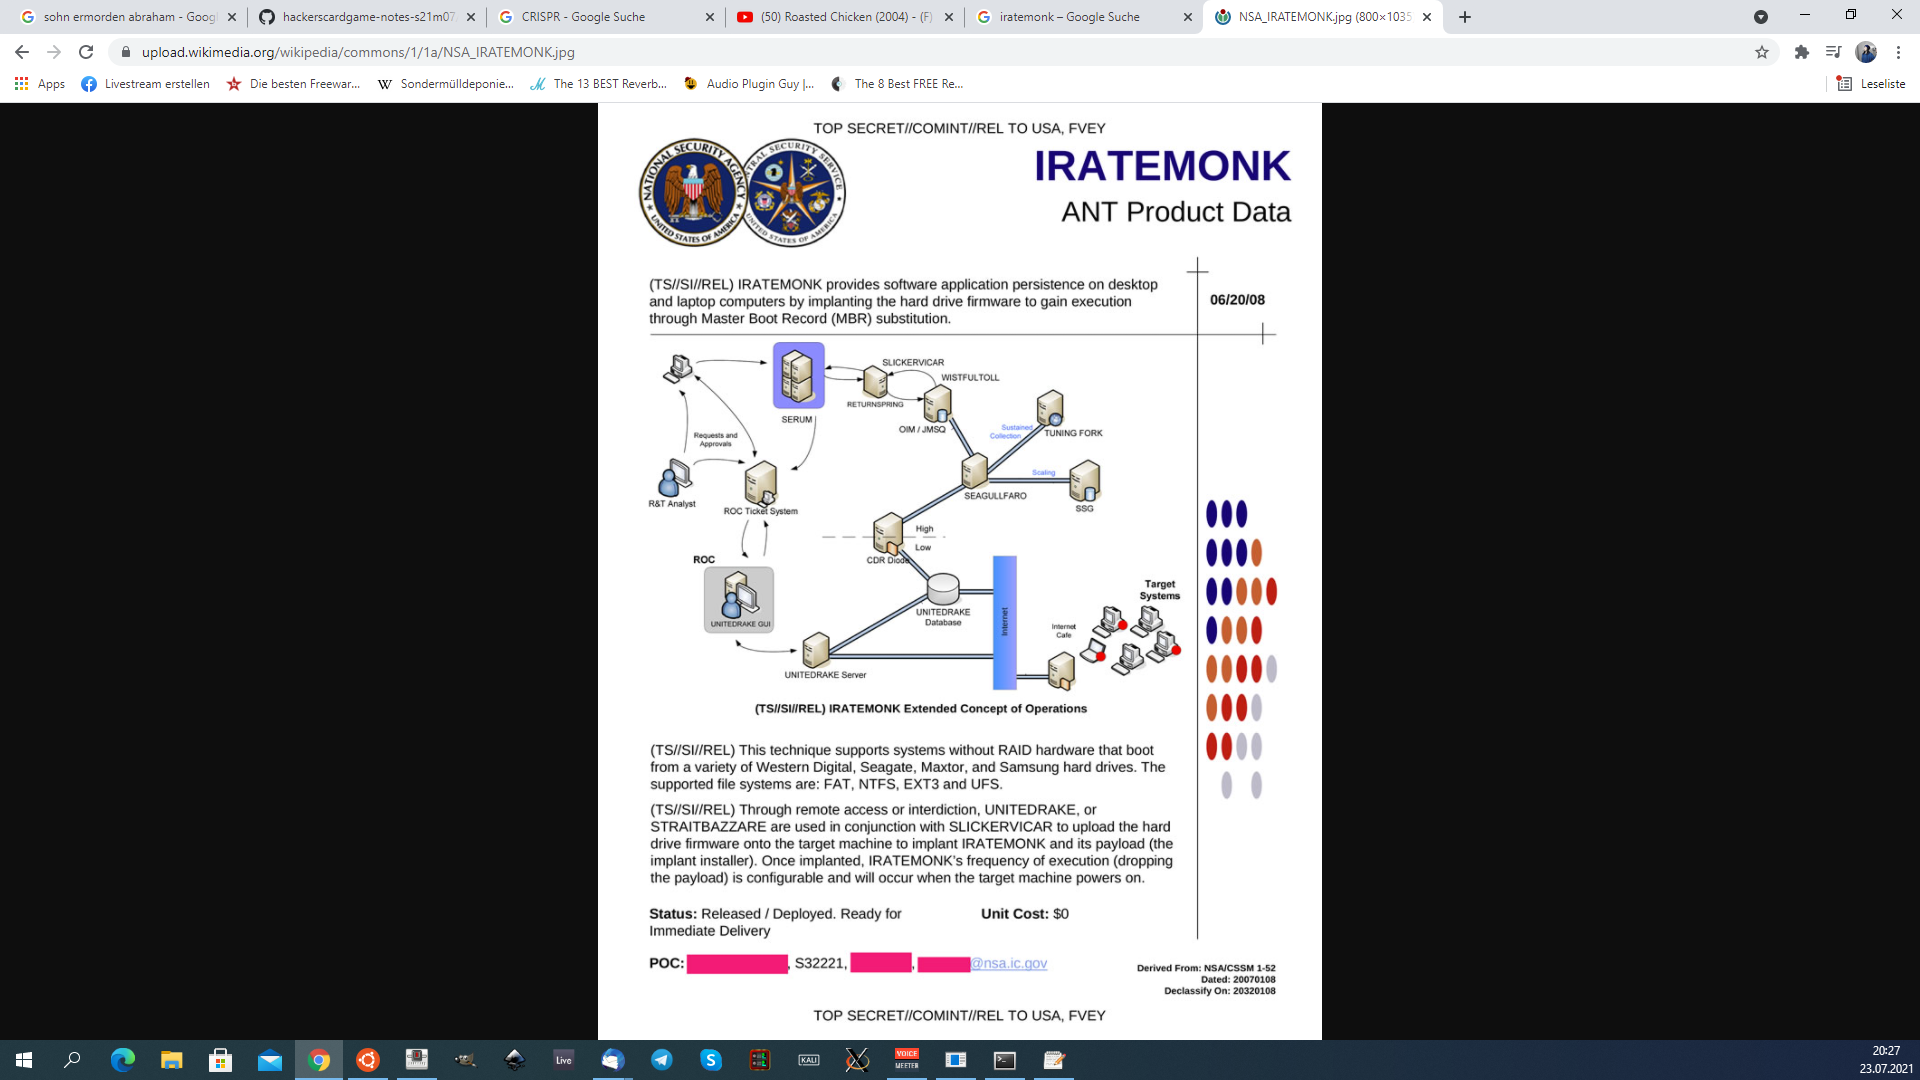 sohn ermorden abraham - Goog
hackerscardgame-notes-s21m07
CRISPR - Google Suche
(50) Roasted Chicken (2004) - (F)
iratemonk – Google Suche
NSA_IRATEMONK.jpg (800×1035
upload.wikimedia.org/wikipedia/commons/1/1a/NSA_IRATEMONK.jpg
Apps
Livestream erstellen
Die besten Freewar...
Sondermülldeponie...
The 13 BEST Reverb...
Audio Plugin Guy |...
The 8 Best FREE Re...
Leseliste
TOP SECRET//COMINT//REL TO USA, FVEY
NATIONAL SECURITY AGENCY
UNITED STATES OF AMERICA
TRAL SECURITY SERVICE
UNITED STATES OF AMERICA
IRATEMONK
ANT Product Data
(TS//SI//REL) IRATEMONK provides software application persistence on desktop
and laptop computers by implanting the hard drive firmware to gain execution
through Master Boot Record (MBR) substitution.
06/20/08
SLICKERVICAR
WISTFULTOLL
RETURNSPRING
SERUM
OIM / JMSQ
Sustained
Collection
TUNING FORK
Requests and
Approvals
Scaling
SEAGULLFARO
SSG
R&T Analyst
ROC Ticket System
High
Low
CDR Diode
ROC
UNITEDRAKE GUI
UNITEDRAKE
Database
Internet
Target
Systems
Internet
Cafe
UNITEDRAKE Server
(TS//SI//REL) IRATEMONK Extended Concept of Operations
(TS//SI//REL) This technique supports systems without RAID hardware that boot
from a variety of Western Digital, Seagate, Maxtor, and Samsung hard drives. The
supported file systems are: FAT, NTFS, EXT3 and UFS.
(TS//SI//REL) Through remote access or interdiction, UNITEDRAKE, or
STRAITBAZZARE are used in conjunction with SLICKERVICAR to upload the hard
drive firmware onto the target machine to implant IRATEMONK and its payload (the
implant installer). Once implanted, IRATEMONK's frequency of execution (dropping
the payload) is configurable and will occur when the target machine powers on.
Status: Released / Deployed. Ready for
Immediate Delivery
Unit Cost: $0
POC: , S32221, , @nsa.ic.gov
Derived From: NSA/CSSM 1-52
Dated: 20070108
Declassify On: 20320108
TOP SECRET//COMINT//REL TO USA, FVEY
Live
KALI
VOICE
MEETER
20:27
23.07.2021